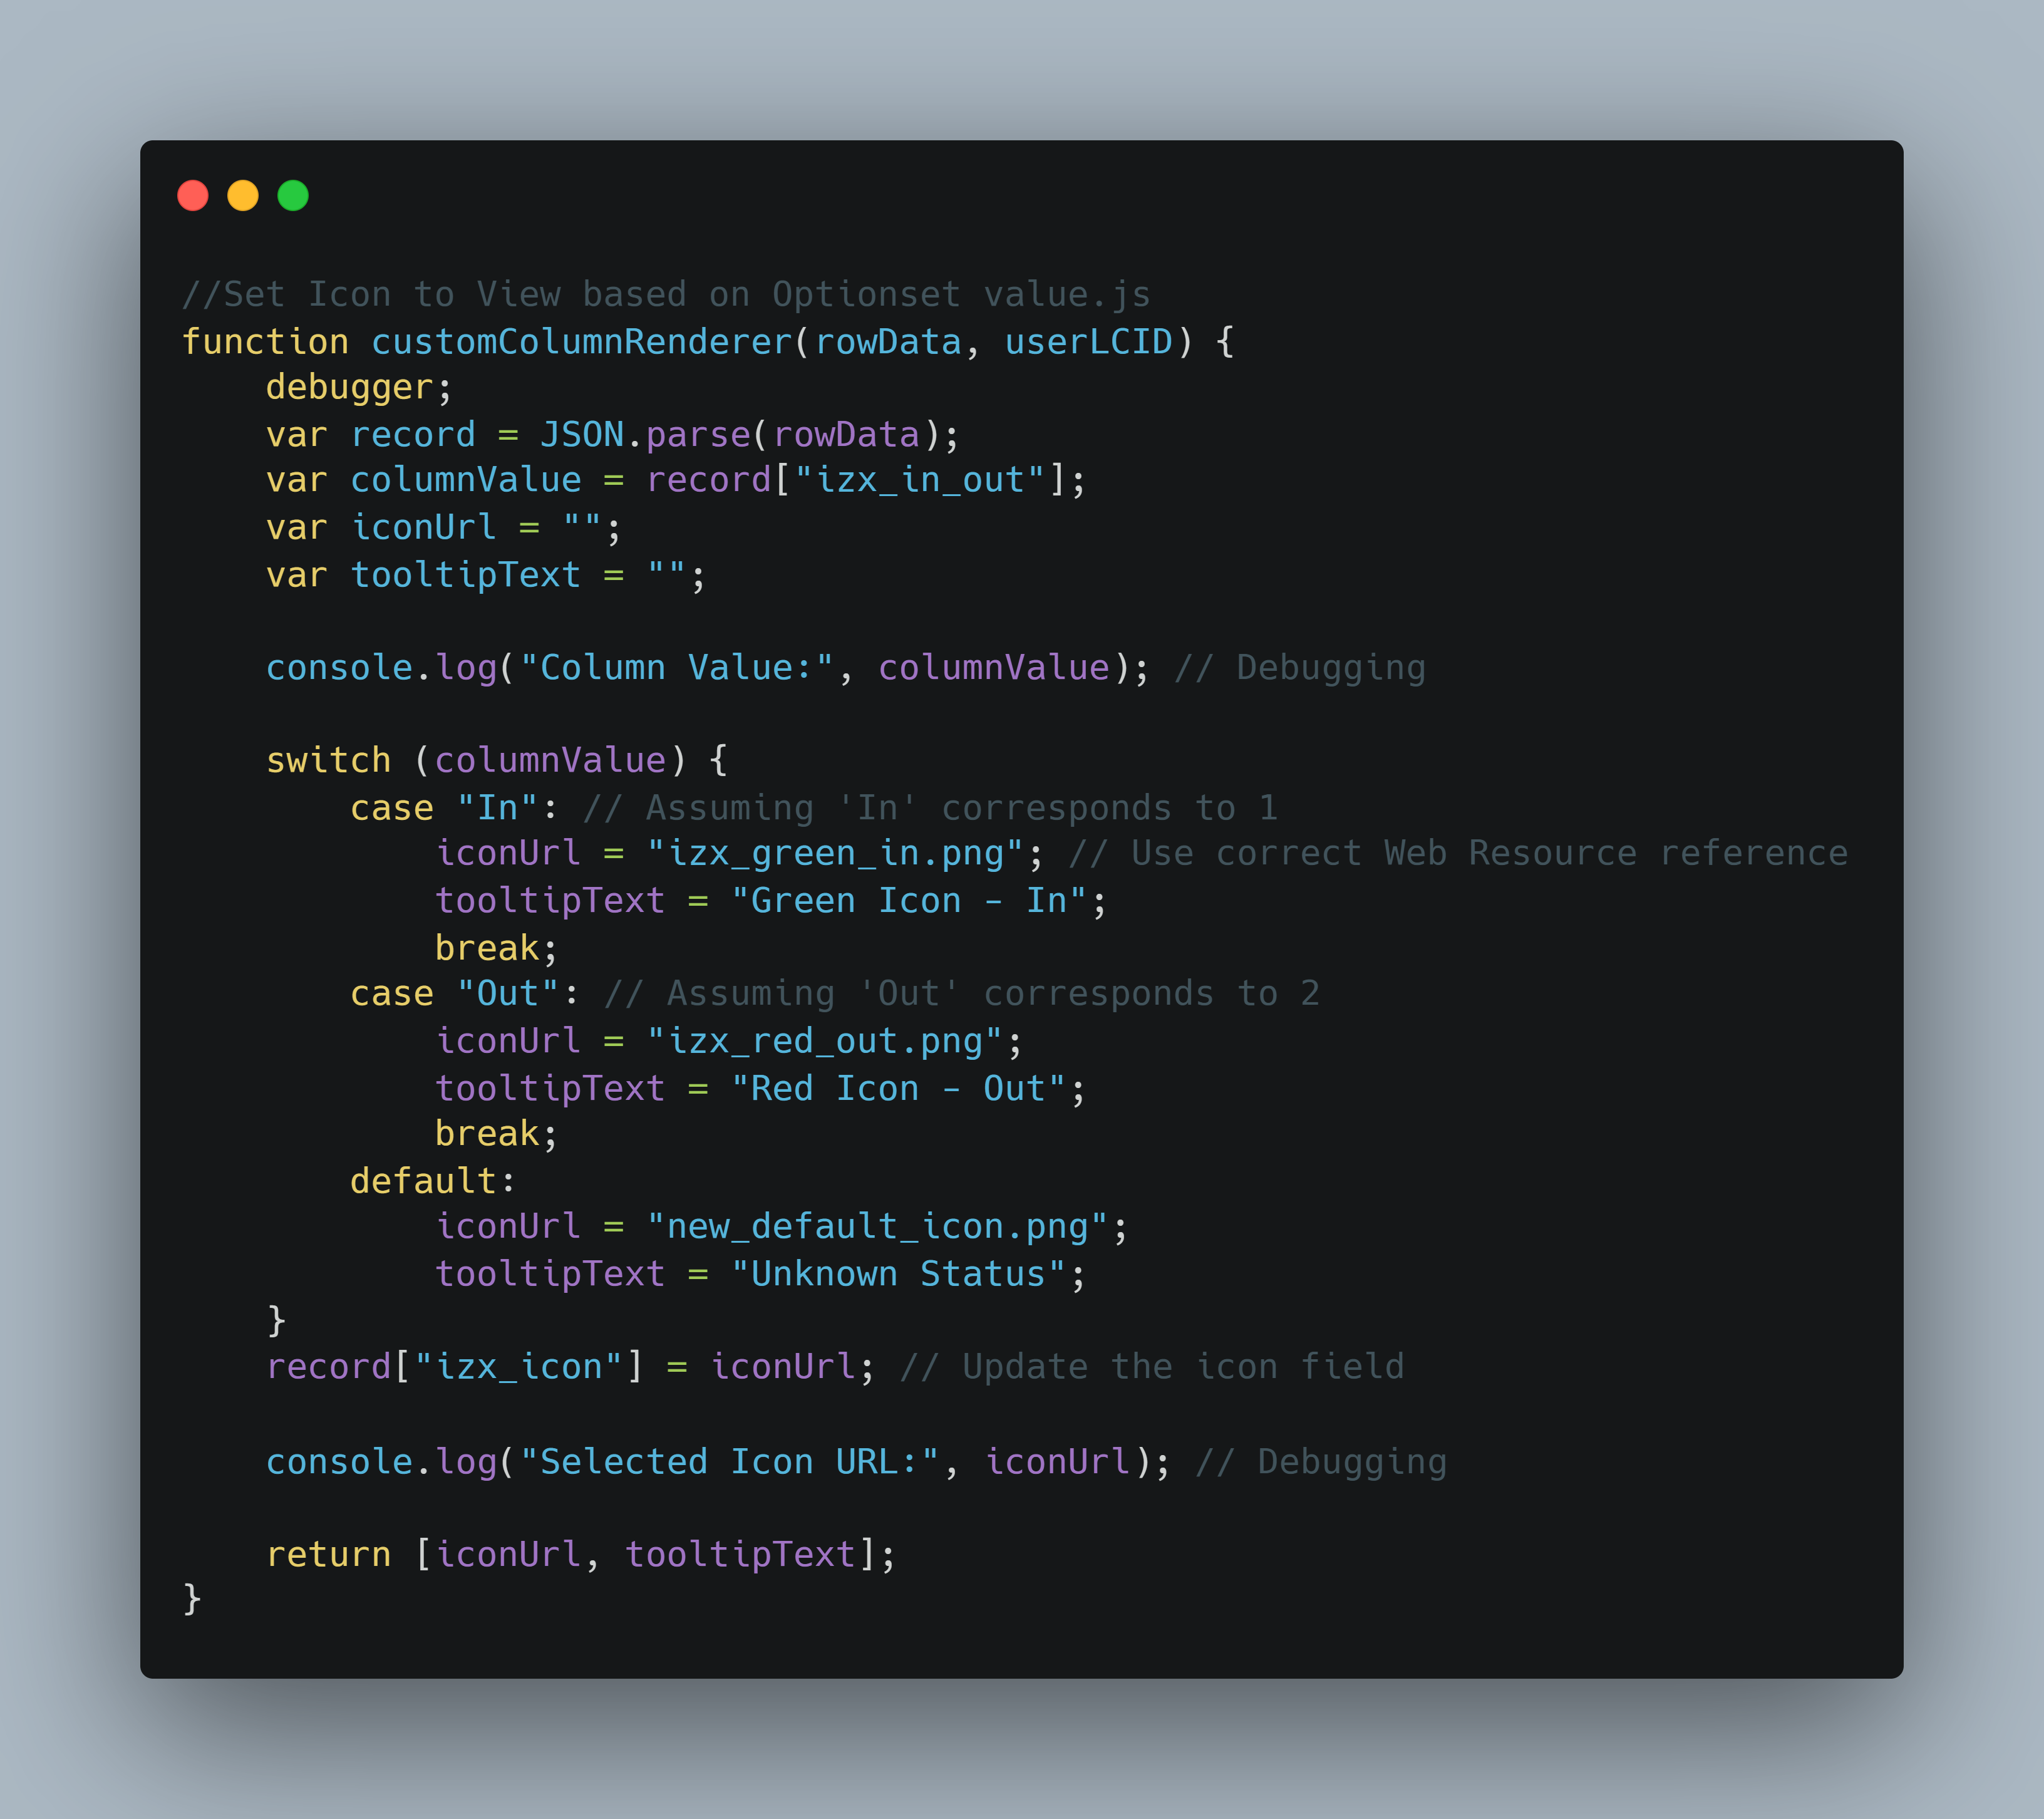 //Set Icon to View based on Optionset value.js
function customColumnRenderer(rowData, userLCID) {
    debugger;
    var record = JSON.parse(rowData);
    var columnValue = record["izx_in_out"];
    var iconUrl = "";
    var tooltipText = "";

    console.log("Column Value:", columnValue); // Debugging

    switch (columnValue) {
        case "In": // Assuming 'In' corresponds to 1
            iconUrl = "izx_green_in.png"; // Use correct Web Resource reference
            tooltipText = "Green Icon - In";
            break;
        case "Out": // Assuming 'Out' corresponds to 2
            iconUrl = "izx_red_out.png";
            tooltipText = "Red Icon - Out";
            break;
        default:
            iconUrl = "new_default_icon.png";
            tooltipText = "Unknown Status";
    }
    record["izx_icon"] = iconUrl; // Update the icon field

    console.log("Selected Icon URL:", iconUrl); // Debugging

    return [iconUrl, tooltipText];
}